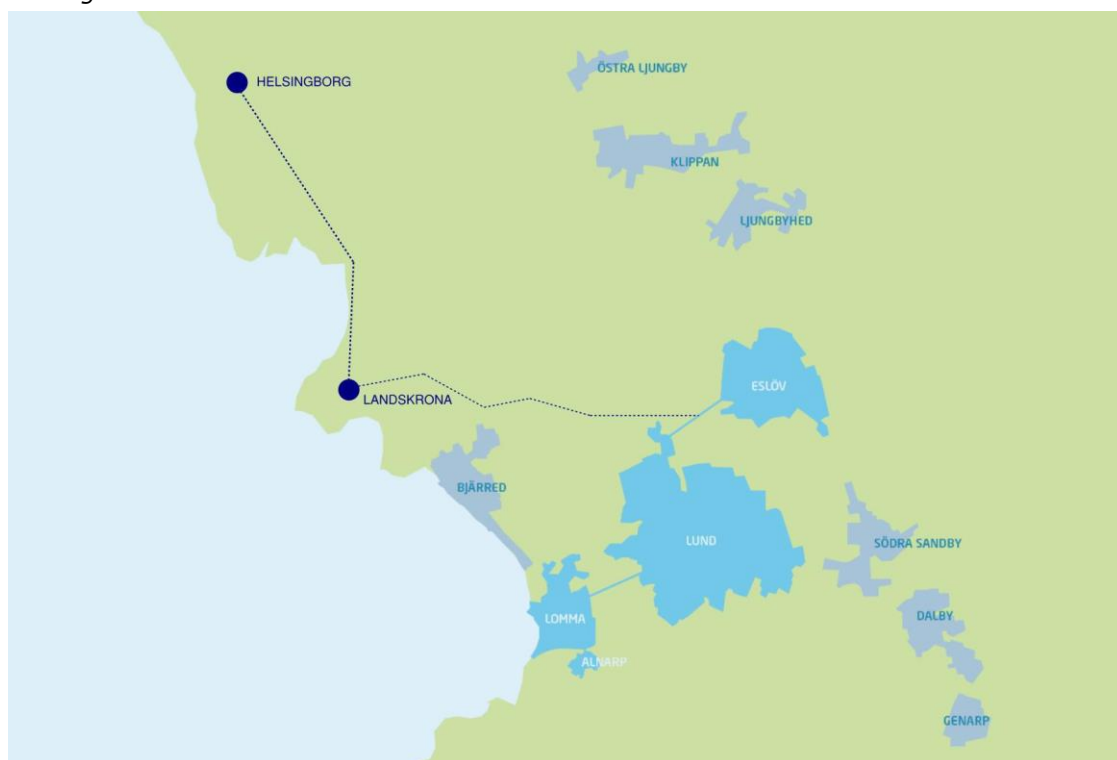 HELSINGBORG
ÖSTRA LJUNGBY
KLIPPAN
LJUNGBYHED
ESLÖV
LANDSKRONA
BJÄRRED
LUND
SÖDRA SANDBY
LOMMA
DALBY
ALNARP
GENARP